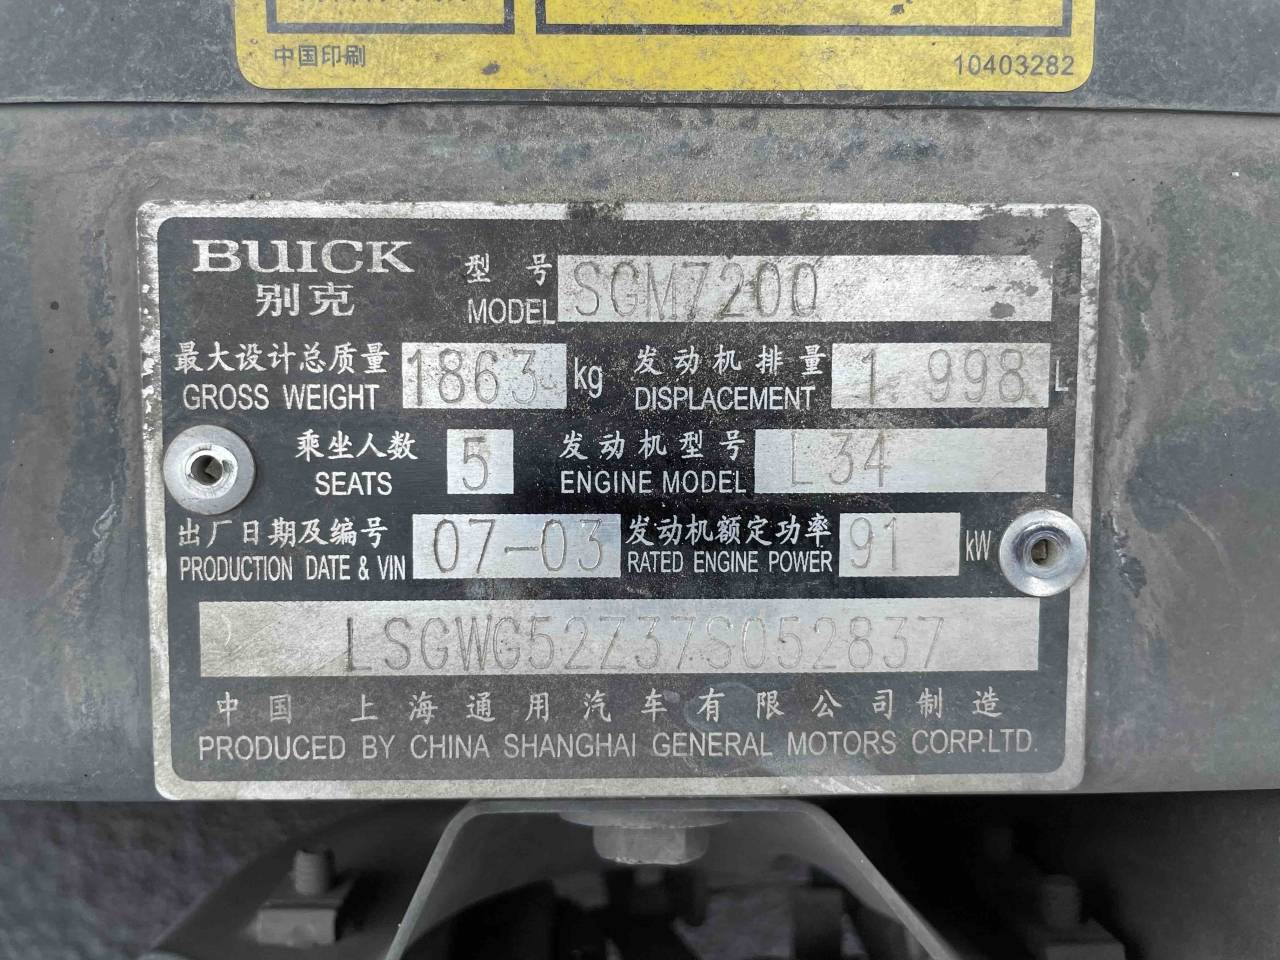 中国印刷
10403282
BUICK
别克
型号 SGM7200
MODEL
最大设计总质量 1863 kg 发动机排量 1.998 L
GROSS WEIGHT DISPLACEMENT
乘坐人数 5 发动机型号 L34
SEATS ENGINE MODEL
出厂日期及编号 07-03 发动机额定功率 91 kW
PRODUCTION DATE & VIN RATED ENGINE POWER
LSGWG52Z37S052837
中国 上海通用汽车有限公司制造
PRODUCED BY CHINA SHANGHAI GENERAL MOTORS CORP.LTD.